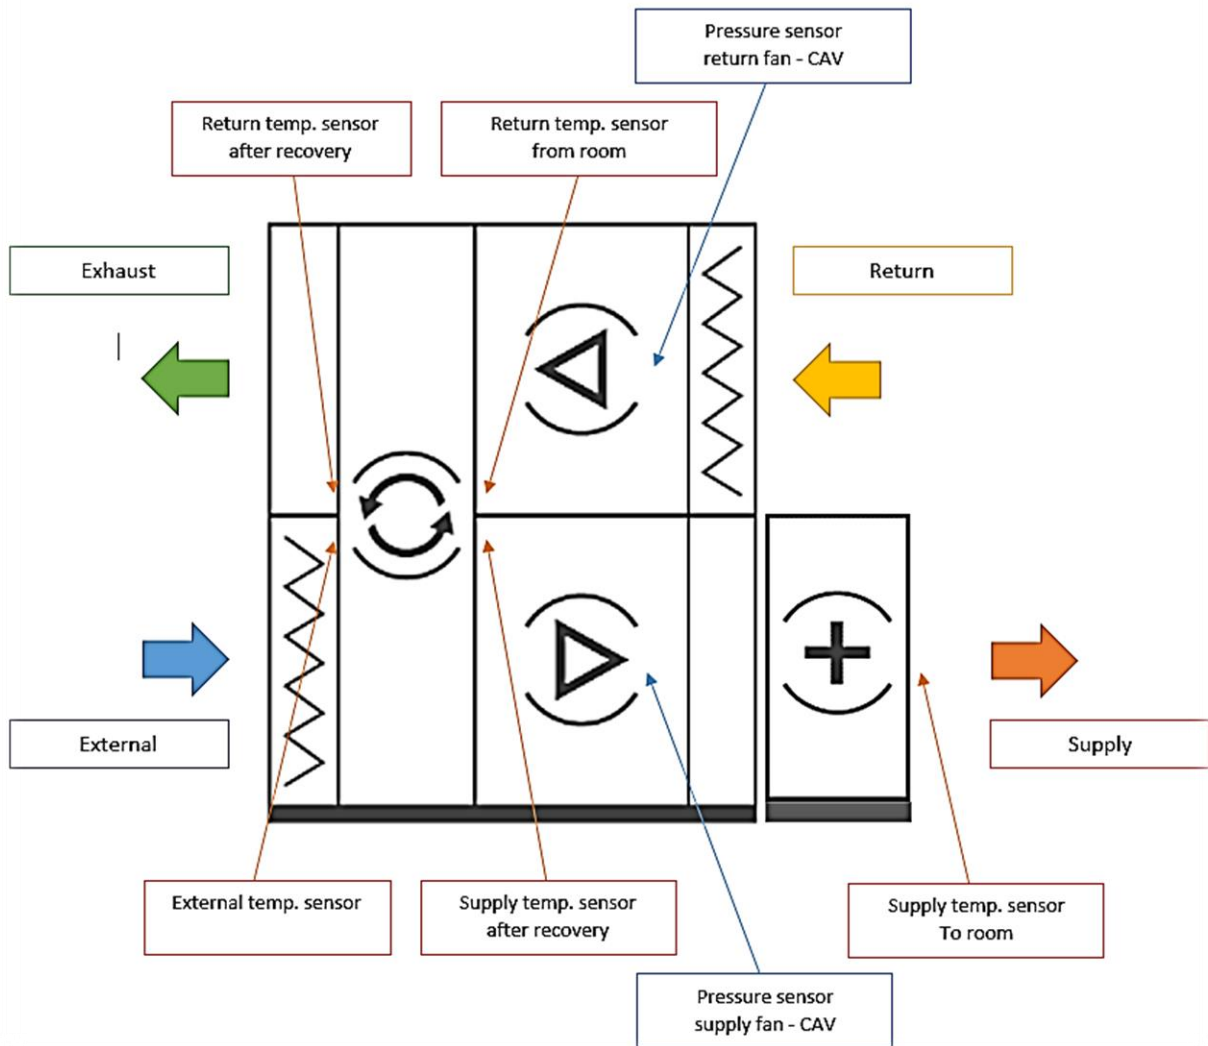 Pressure sensor
return fan - CAV
Return temp. sensor
after recovery
Return temp. sensor
from room
Exhaust
Return
External
Supply
External temp. sensor
Supply temp. sensor
after recovery
Supply temp. sensor
To room
Pressure sensor
supply fan - CAV